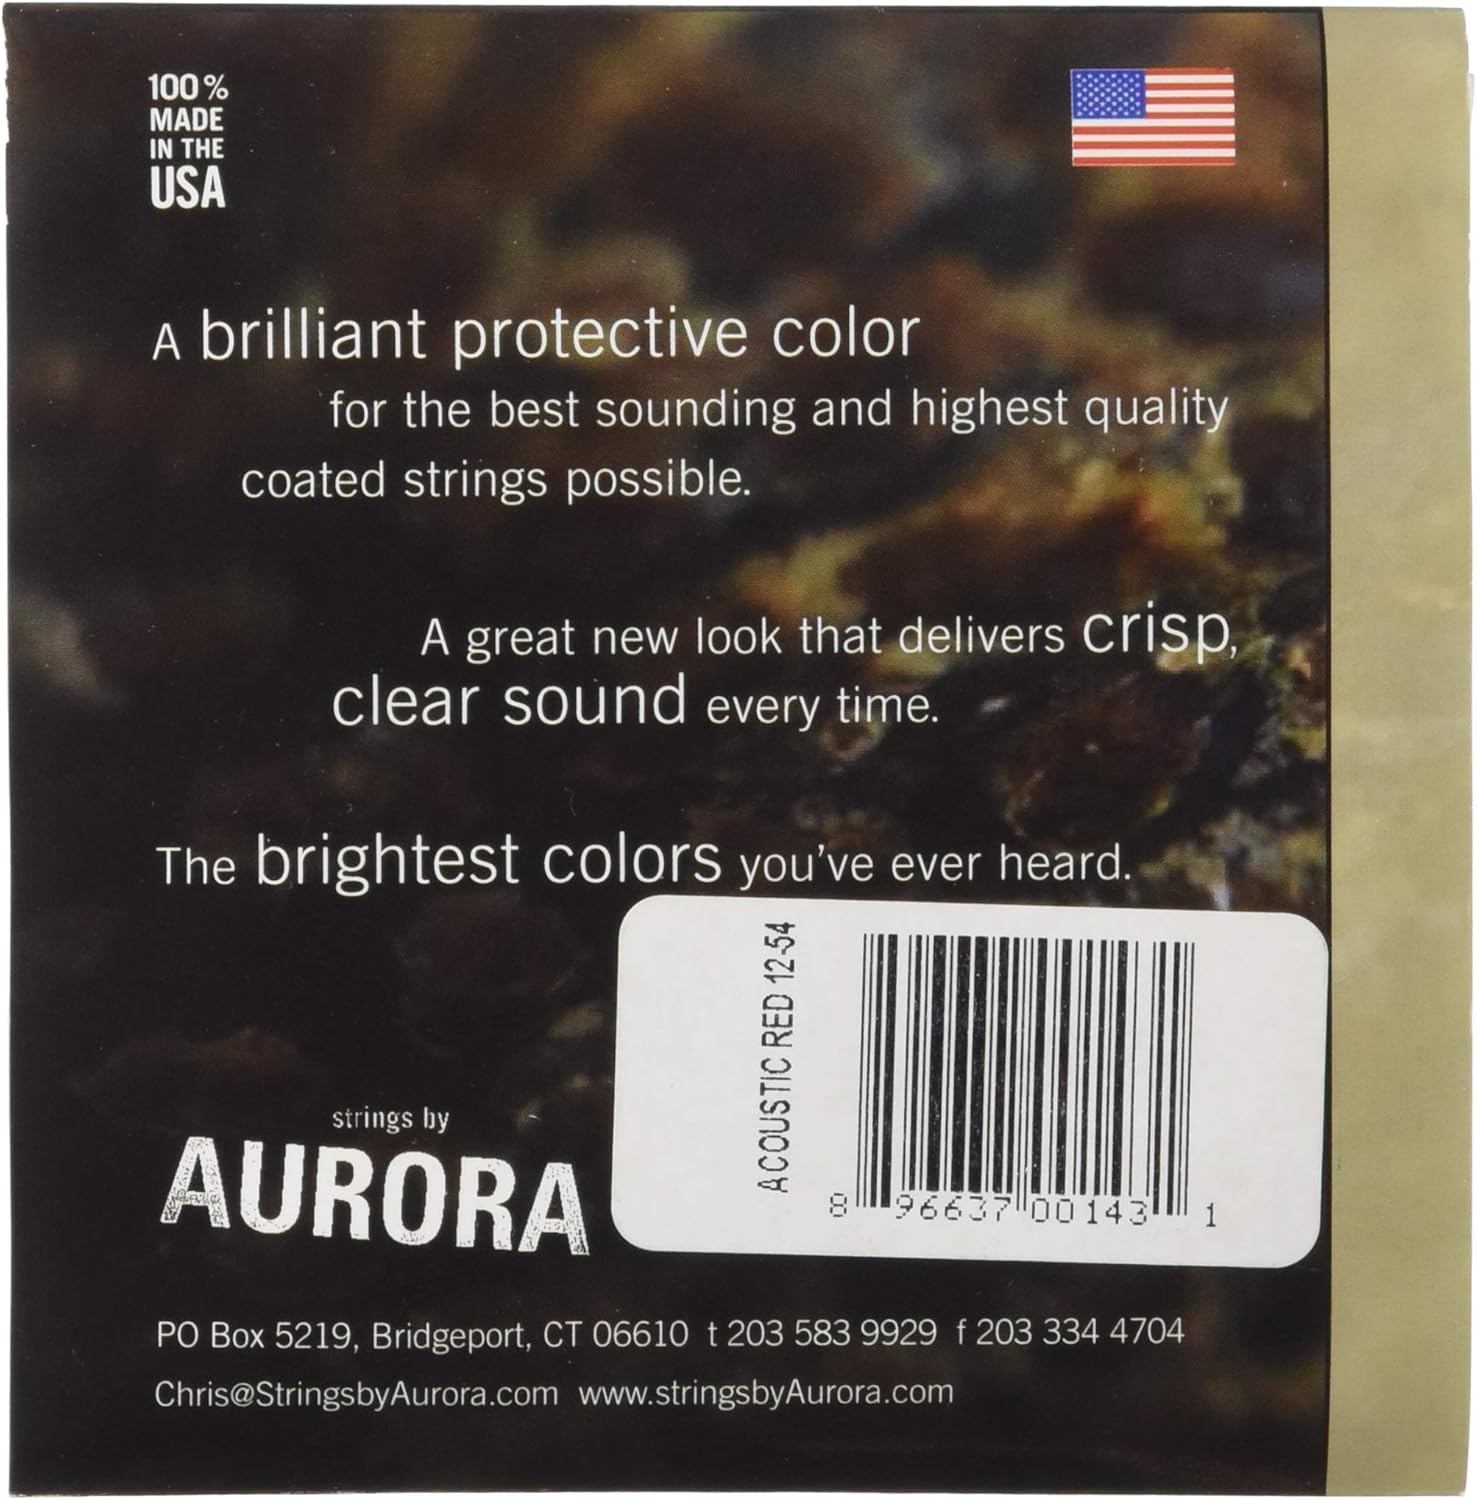 100%
MADE
IN THE
USA
A brilliant protective color
for the best sounding and highest quality
coated strings possible.
A great new look that delivers crisp,
clear sound every time.
The brightest colors you've ever heard.
ACOUSTIC RED 12-54
8 96637 00143 1
strings by
AURORA
PO Box 5219, Bridgeport, CT 06610 t 203 583 9929 f 203 334 4704
Chris@StringsbyAurora.com www.stringsbyAurora.com